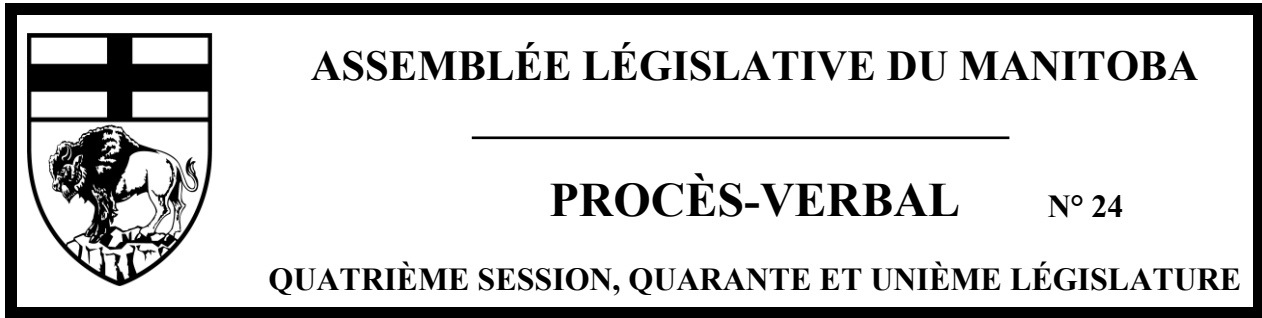 ASSEMBLÉE LÉGISLATIVE DU MANITOBA
PROCÈS-VERBAL N° 24
QUATRIÈME SESSION, QUARANTE ET UNIÈME LÉGISLATURE